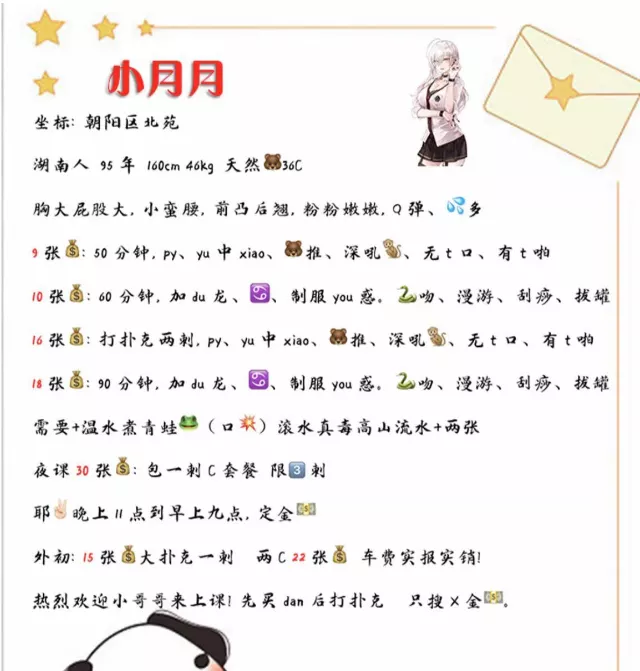 小月月
坐标: 朝阳区北苑
湖南人 95 年 160cm 46kg 天然🐻36C
胸大屁股大, 小蛮腰, 前凸后翘, 粉粉嫩嫩, Q 弹、💦多
9 张💰: 50 分钟, py、yu 中 xiao、🐻推、深吼🐒、无 t 口、有 t 啪
10 张💰: 60 分钟, 加 du 龙、♋、制服 you 惑。🐍吻、漫游、刮痧、拔罐
16 张💰: 打扑克两刺, py、yu 中 xiao、🐻推、深吼🐒、无 t 口、有 t 啪
18 张💰: 90 分钟, 加 du 龙、♋、制服 you 惑。🐍吻、漫游、刮痧、拔罐
需要+温水煮青蛙🐸（口💥）滚水真毒高山流水+两张
夜课 30 张💰: 包一刺 C 套餐 限3️⃣刺
耶✌🏻晚上 11 点到早上九点, 定金💵
外初: 15 张💰大扑克一刺 两C 22 张💰 车费实报实销!
热烈欢迎小哥哥来上课! 先买 dan 后打扑克 只搜 X 金💵。